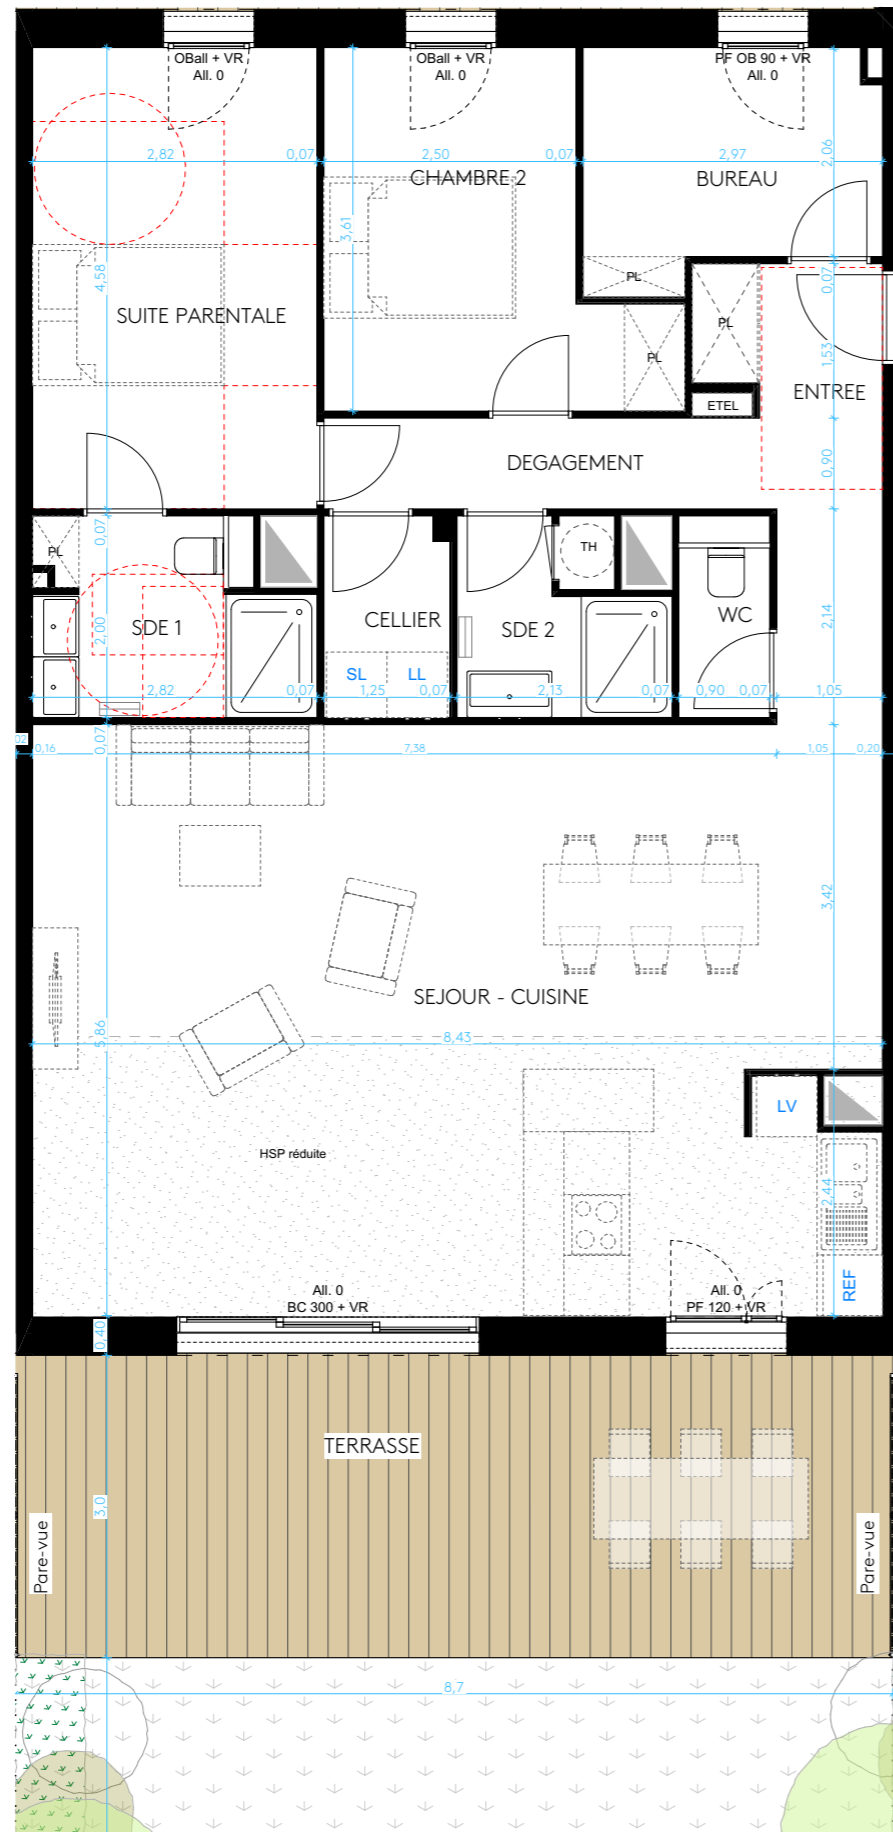 OBall + VR
All. 0
OBall + VR
All. 0
PF OB 90 + VR
All. 0
2,82
0,07
2,50
0,07
2,97
2,06
CHAMBRE 2
BUREAU
3,61
4,58
PL
0,07
SUITE PARENTALE
PL
1,53
PL
ENTREE
ETEL
DEGAGEMENT
0,90
0,07
PL
TH
CELLIER
SDE 1
SDE 2
WC
2,00
2,14
SL
LL
2,82
0,07
1,25
0,07
2,13
0,07
0,90
0,07
1,05
02
0,16
0,07
7,38
1,05
0,20
3,42
SEJOUR - CUISINE
5,86
8,43
LV
HSP réduite
2,44
REF
All. 0
BC 300 + VR
All. 0
PF 120 + VR
0,40
TERRASSE
3,0
Pare-vue
Pare-vue
8,7